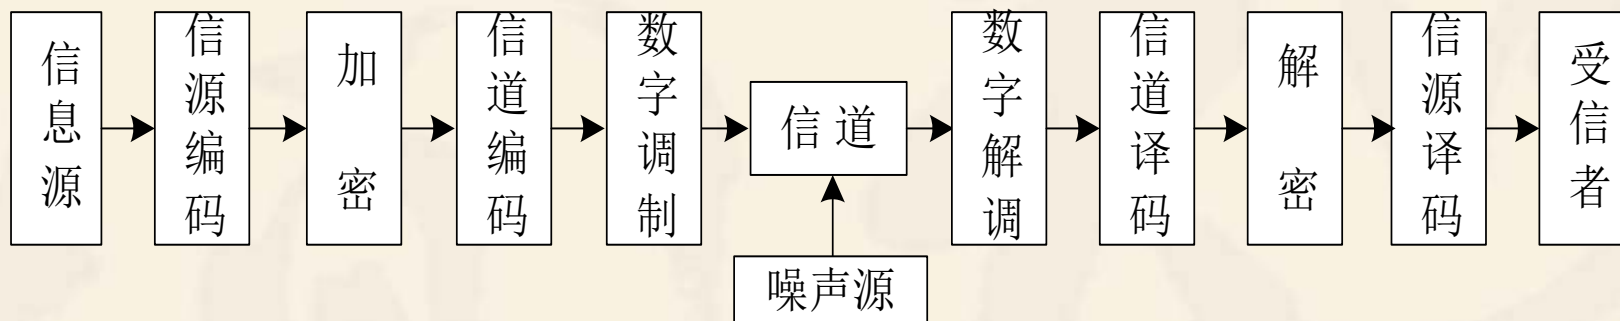 信息源
信源编码
加密
信道编码
数字调制
信道
数字解调
信道译码
解密
信源译码
受信者
噪声源